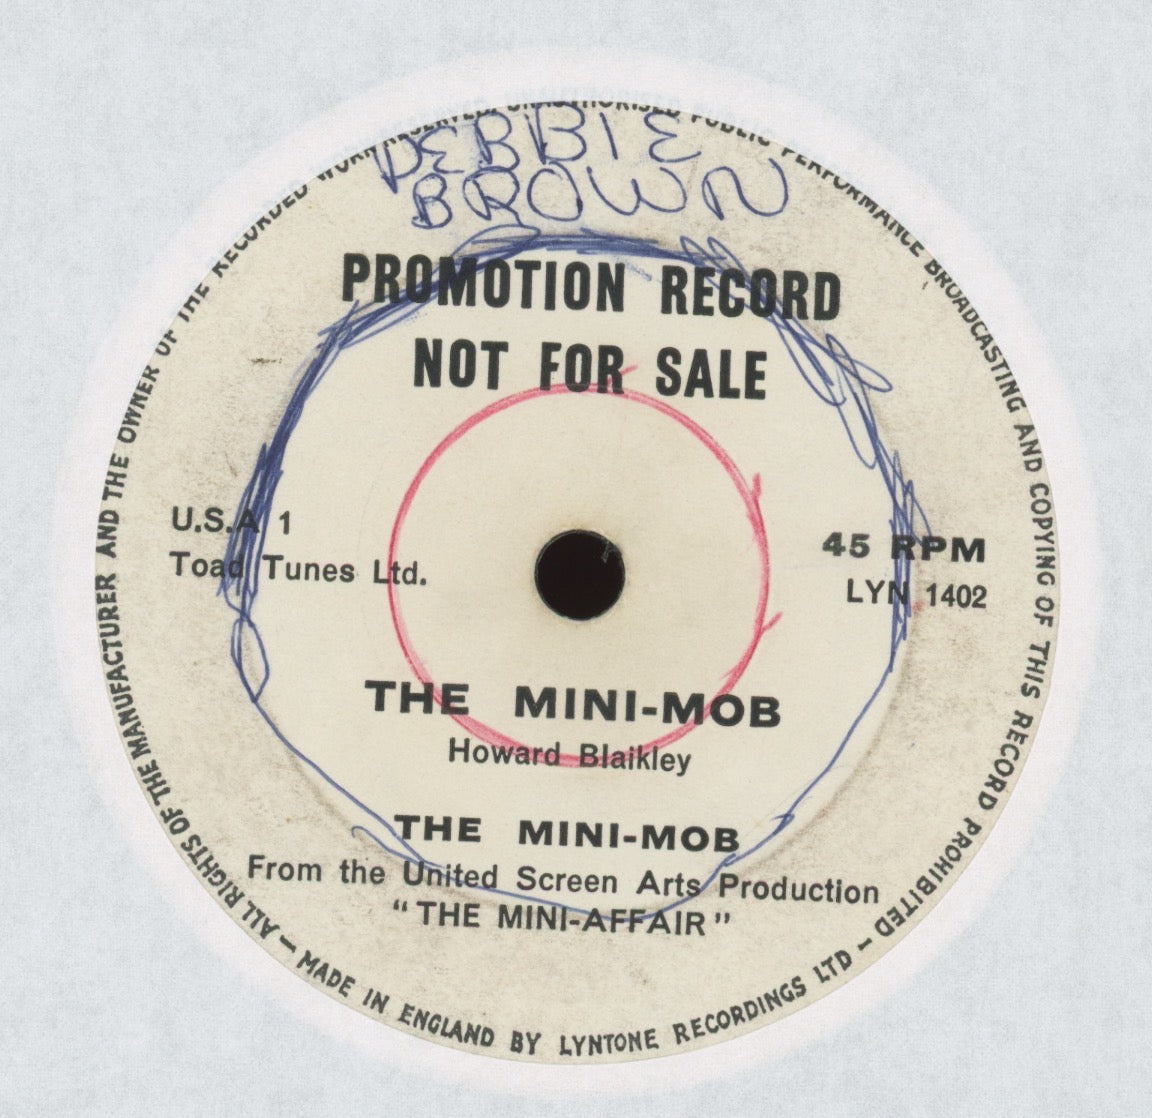 DEBBIE
BROWN
PROMOTION RECORD
NOT FOR SALE
U.S.A 1
Toad Tunes Ltd.
45 RPM
LYN 1402
THE MINI-MOB
Howard Blaikley
THE MINI-MOB
From the United Screen Arts Production
“THE MINI-AFFAIR”
ALL RIGHTS OF THE MANUFACTURER AND THE OWNER OF THE RECORDED WORK RESERVED. UNAUTHORISED PUBLIC PERFORMANCE BROADCASTING AND COPYING OF THIS RECORD PROHIBITED — MADE IN ENGLAND BY LYNTONE RECORDINGS LTD —